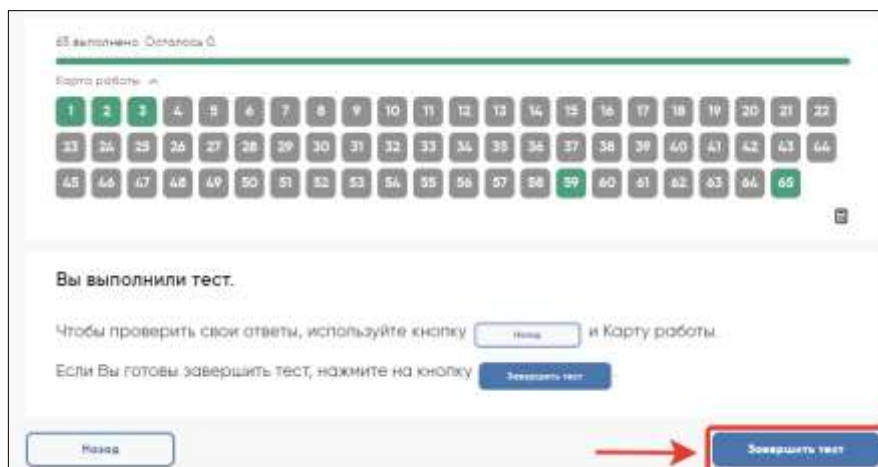 65 выполнено. Осталось 0.
Карта работы
1 2 3 4 5 6 7 8 9 10 11 12 13 14 15 16 17 18 19 20 21 22
23 24 25 26 27 28 29 30 31 32 33 34 35 36 37 38 39 40 41 42 43 44
45 46 47 48 49 50 51 52 53 54 55 56 57 58 59 60 61 62 63 64 65
Вы выполнили тест.
Чтобы проверить свои ответы, используйте кнопку Назад и Карту работы.
Если Вы готовы завершить тест, нажмите на кнопку Завершить тест
Назад Завершить тест